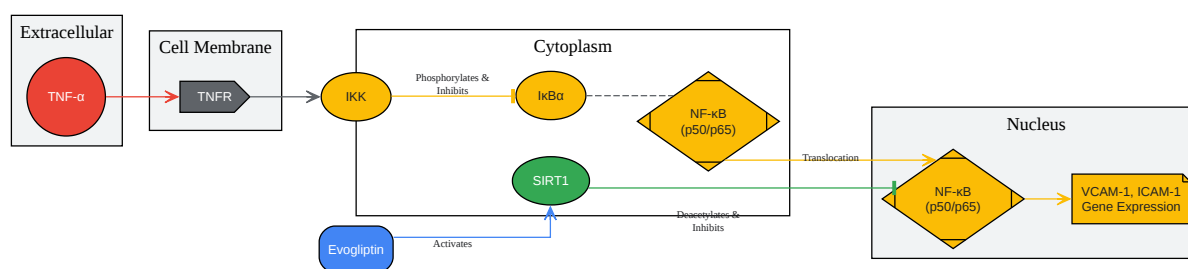 Extracellular
TNF-α
Cell Membrane
TNFR
Cytoplasm
IKK
Phosphorylates &
Inhibits
IκBα
NF-κB
(p50/p65)
SIRT1
Evogliptin
Activates
Translocation
Deacetylates &
Inhibits
Nucleus
NF-κB
(p50/p65)
VCAM-1, ICAM-1
Gene Expression